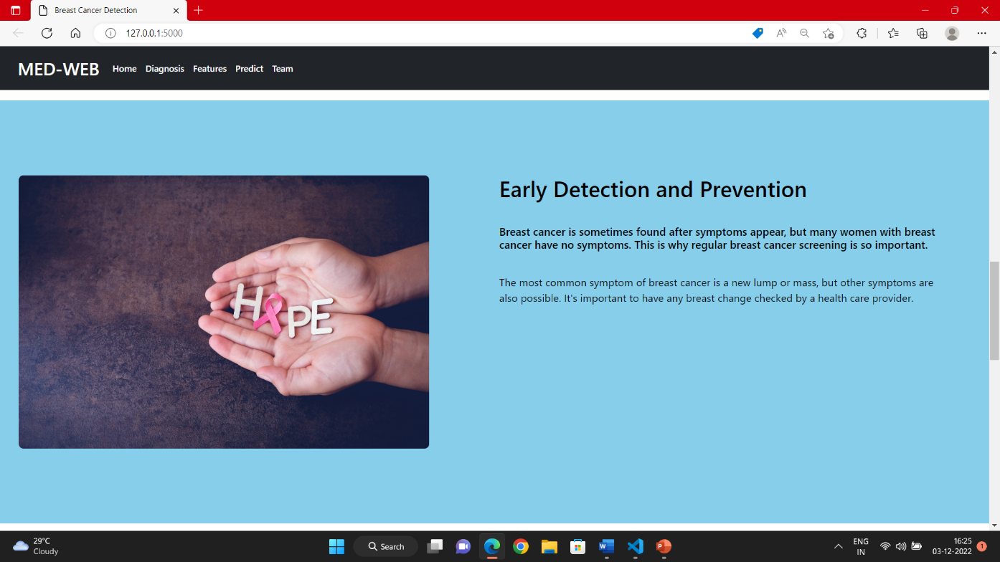 Breast Cancer Detection
127.0.0.1:5000
MED-WEB Home Diagnosis Features Predict Team
HOPE
Early Detection and Prevention
Breast cancer is sometimes found after symptoms appear, but many women with breast
cancer have no symptoms. This is why regular breast cancer screening is so important.
The most common symptom of breast cancer is a new lump or mass, but other symptoms are
also possible. It's important to have any breast change checked by a health care provider.
29°C
Cloudy
Search
ENG
IN
16:25
03-12-2022
1